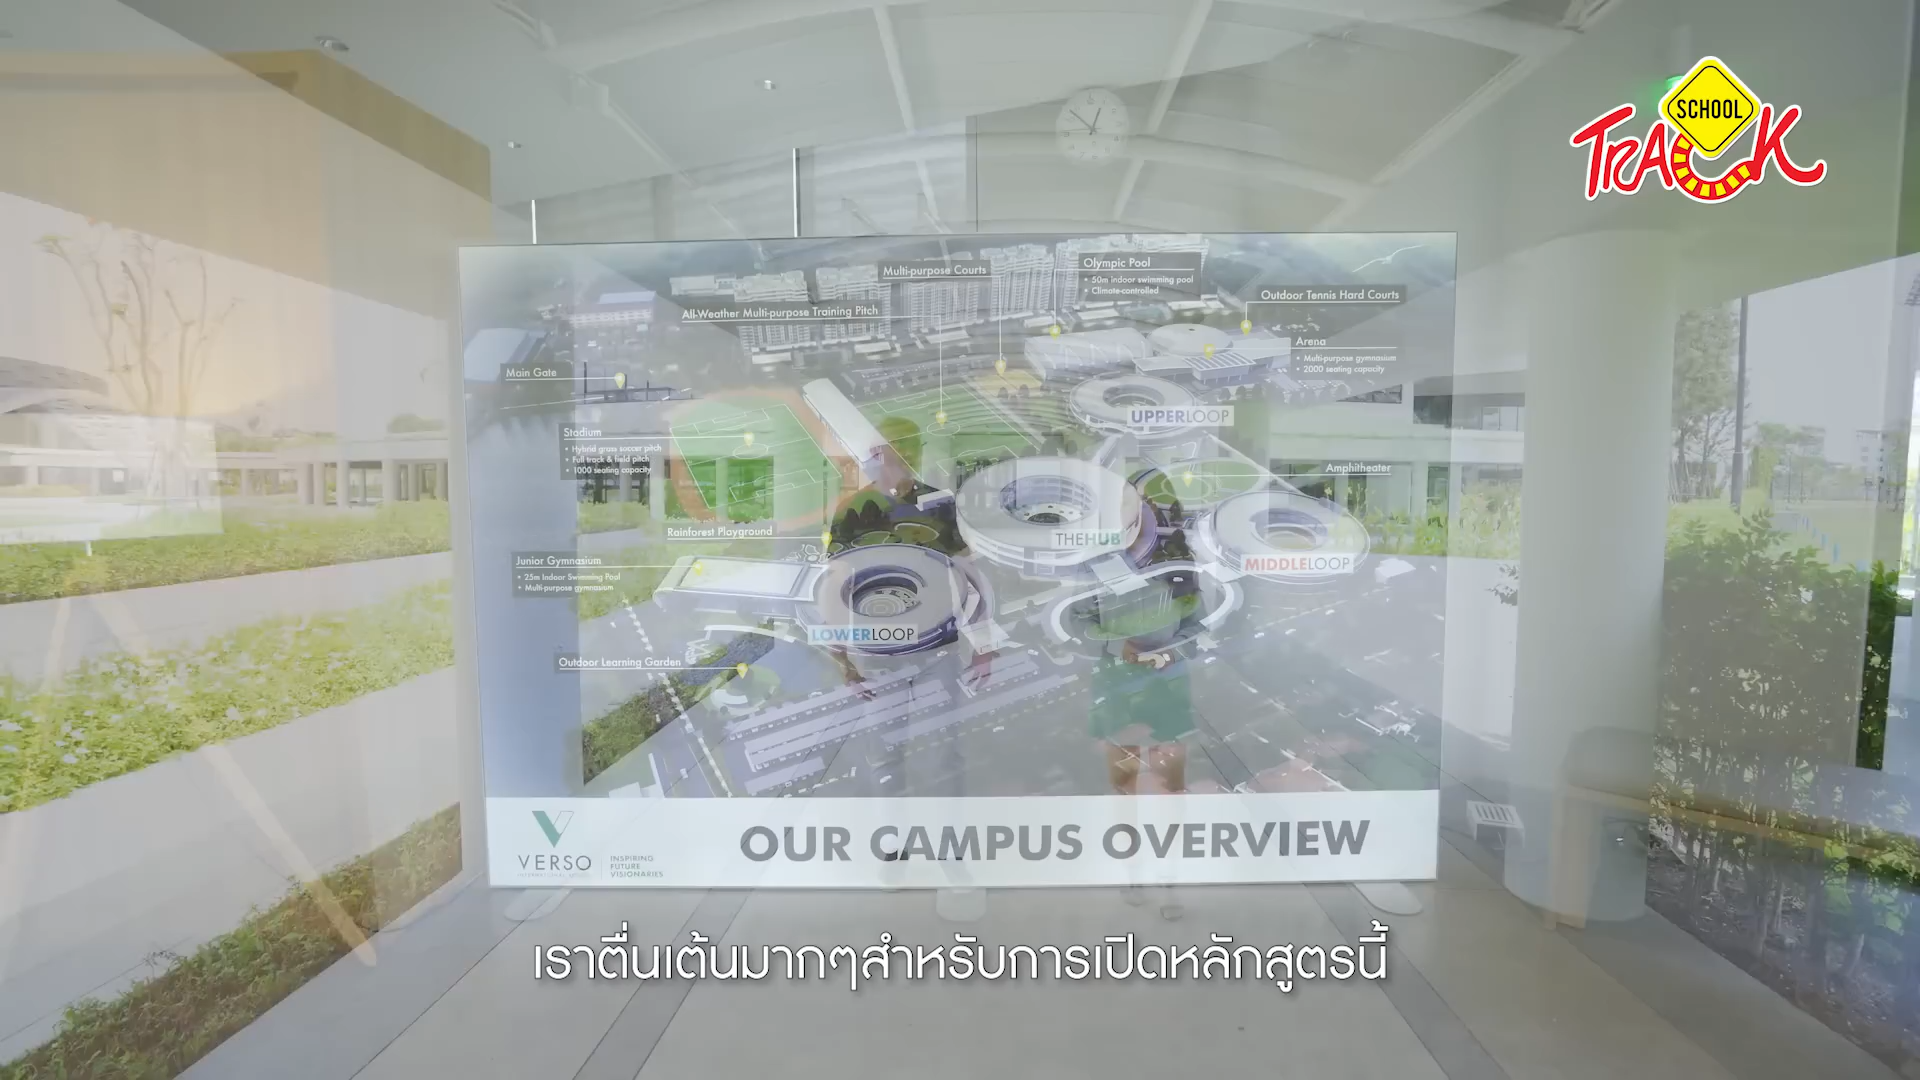 SCHOOL
TRACK
Multi-purpose Courts
Olympic Pool
• 50m indoor swimming pool
• Climate-controlled
Outdoor Tennis Hard Courts
All-Weather Multi-purpose Training Pitch
Arena
• Multi-purpose gymnasium
• 2000 seating capacity
Main Gate
UPPERLOOP
Stadium
• Hybrid grass soccer pitch
• Full track & field pitch
• 1000 seating capacity
Amphitheater
Rainforest Playground
THEHUB
Junior Gymnasium
• 25m Indoor Swimming Pool
• Multi-purpose gymnasium
MIDDLELOOP
LOWERLOOP
Outdoor Learning Garden
VERSO
INSPIRING
FUTURE
VISIONARIES
OUR CAMPUS OVERVIEW
เราตื่นเต้นมากๆสำหรับการเปิดหลักสูตรนี้